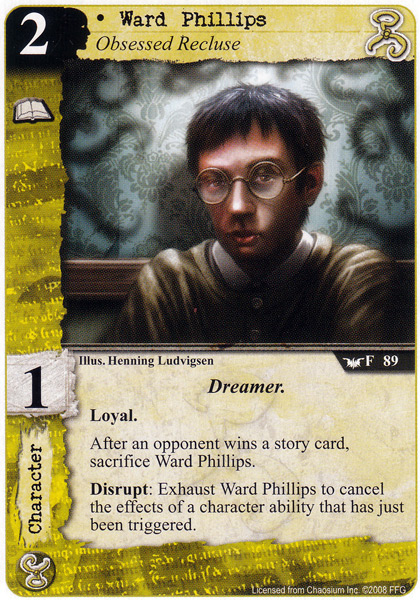 2
• Ward Phillips
Obsessed Recluse
Illus. Henning Ludvigsen
F 89
1
Dreamer.
Loyal.
After an opponent wins a story card,
sacrifice Ward Phillips.
Disrupt: Exhaust Ward Phillips to cancel
the effects of a character ability that has just
been triggered.
Character
Licensed from Chaosium Inc. ©2008 FFG